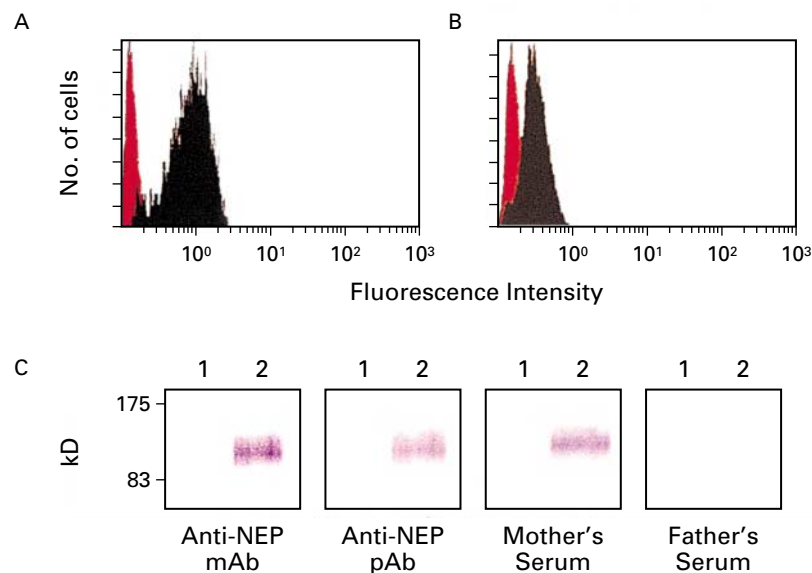 A
B
No. of cells
10⁰ 10¹ 10² 10³
10⁰ 10¹ 10² 10³
Fluorescence Intensity
C
1 2
1 2
1 2
1 2
175
83
kD
Anti-NEP
mAb
Anti-NEP
pAb
Mother's
Serum
Father's
Serum